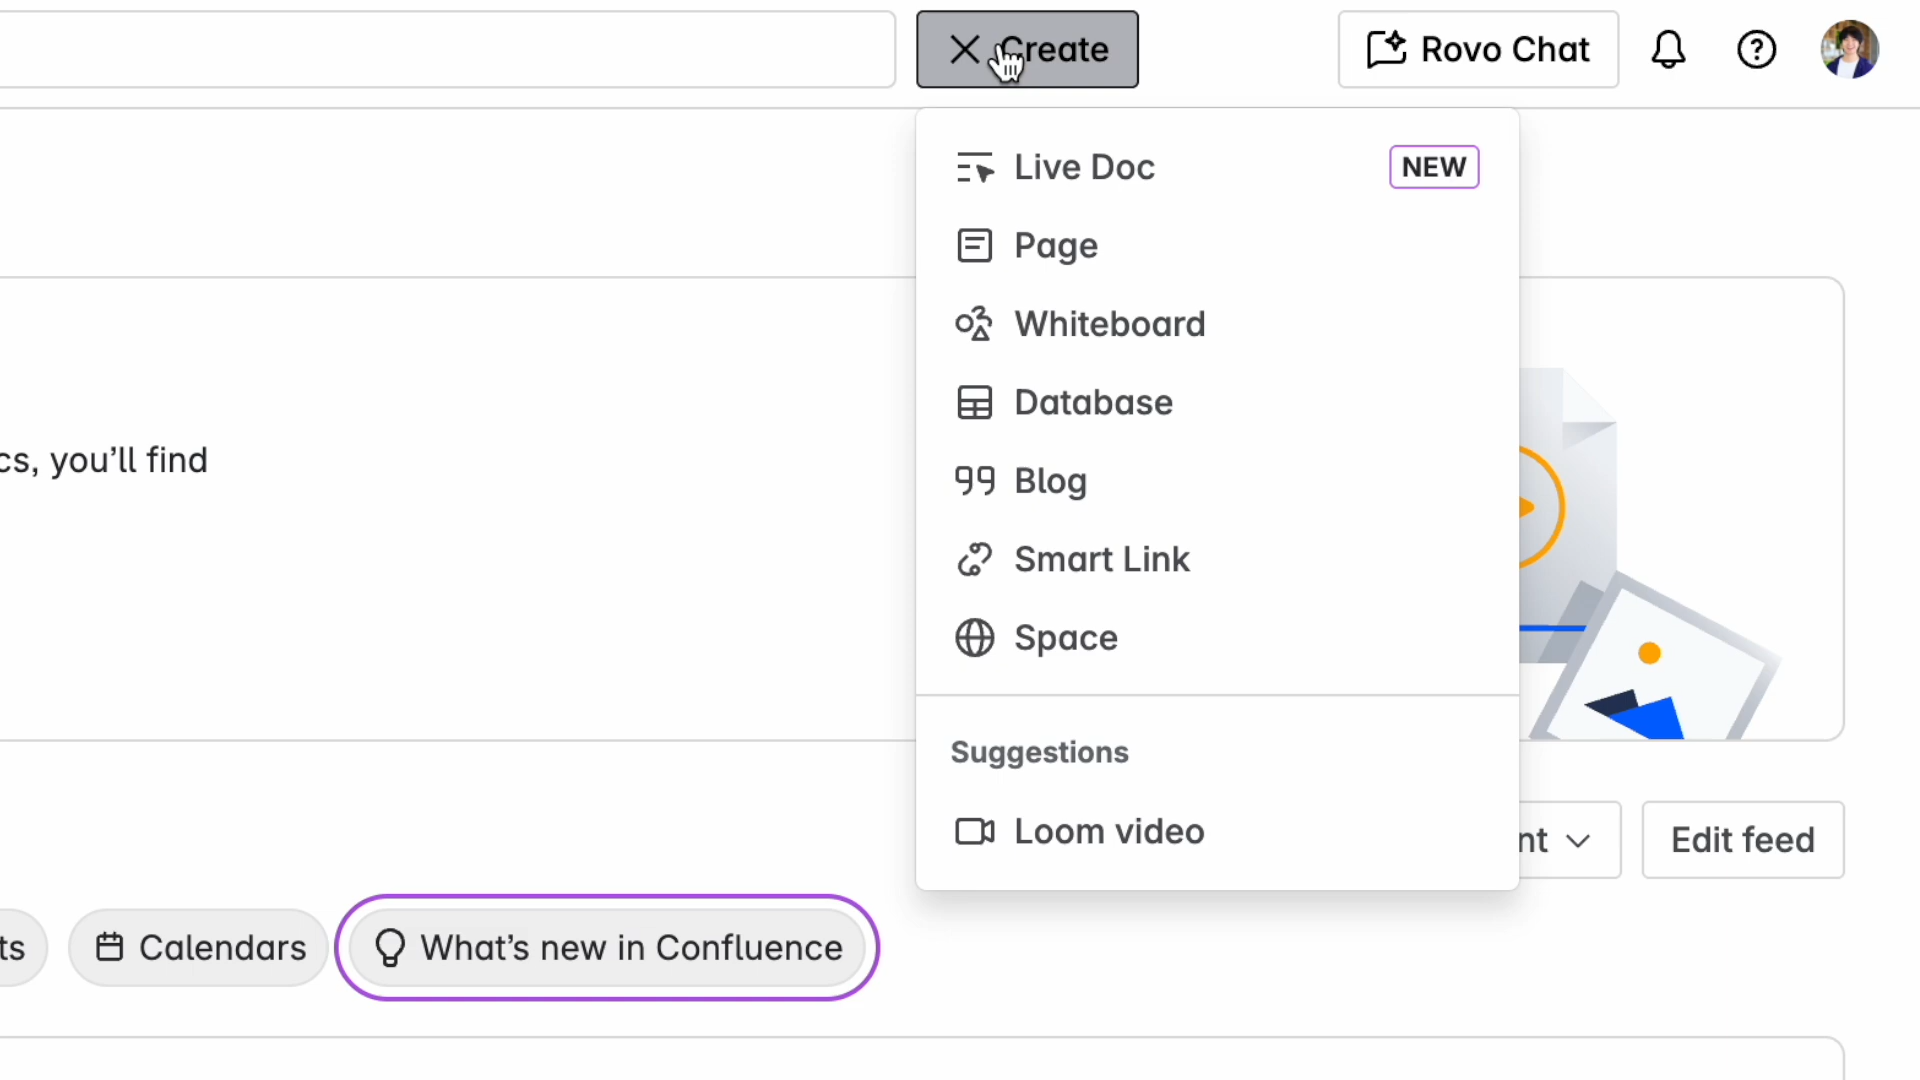 Create
Rovo Chat
Live Doc
NEW
Page
Whiteboard
cs, you’ll find
Database
Blog
Smart Link
Space
Suggestions
Loom video
nt
Edit feed
ts
Calendars
What’s new in Confluence